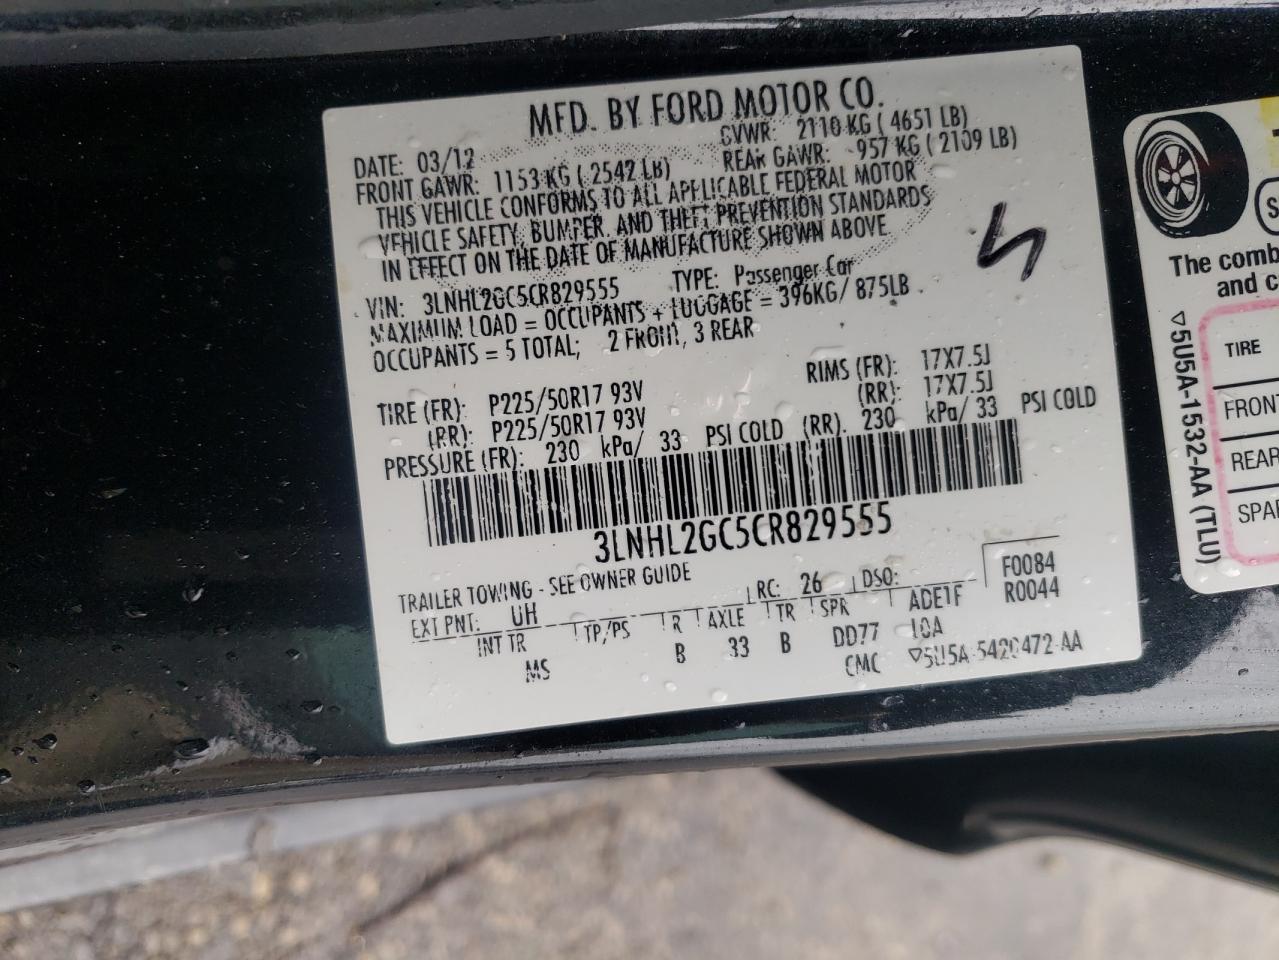 MFD. BY FORD MOTOR CO.
DATE: 03/12 GVWR: 2110 KG ( 4651 LB)
FRONT GAWR: 1153 KG ( 2542 LB) REAR GAWR: 957 KG ( 2109 LB)
THIS VEHICLE CONFORMS TO ALL APPLICABLE FEDERAL MOTOR
VEHICLE SAFETY, BUMPER, AND THEFT PREVENTION STANDARDS
IN EFFECT ON THE DATE OF MANUFACTURE SHOWN ABOVE
VIN: 3LNHL2GC5CR829555 TYPE: Passenger Car
MAXIMUM LOAD = OCCUPANTS + LUGGAGE = 396KG/ 875LB
OCCUPANTS = 5 TOTAL; 2 FRONT, 3 REAR
TIRE (FR): P225/50R17 93V RIMS (FR): 17X7.5J
(RR): P225/50R17 93V (RR): 17X7.5J
PRESSURE (FR): 230 kPa/ 33 PSI COLD (RR). 230 kPa/ 33 PSI COLD
3LNHL2GC5CR829555
TRAILER TOWING - SEE OWNER GUIDE
EXT PNT: UH RC: 26 DSO: F0084
R0044
INT TR TP/PS R AXLE TR SPR ADE1F
MS B 33 B DD77 10A
CMC ▽5U5A-5420472-AA
The comb
and c
TIRE
FRONT
REAR
SPAR
▽5U5A-1532-AA (TLU)